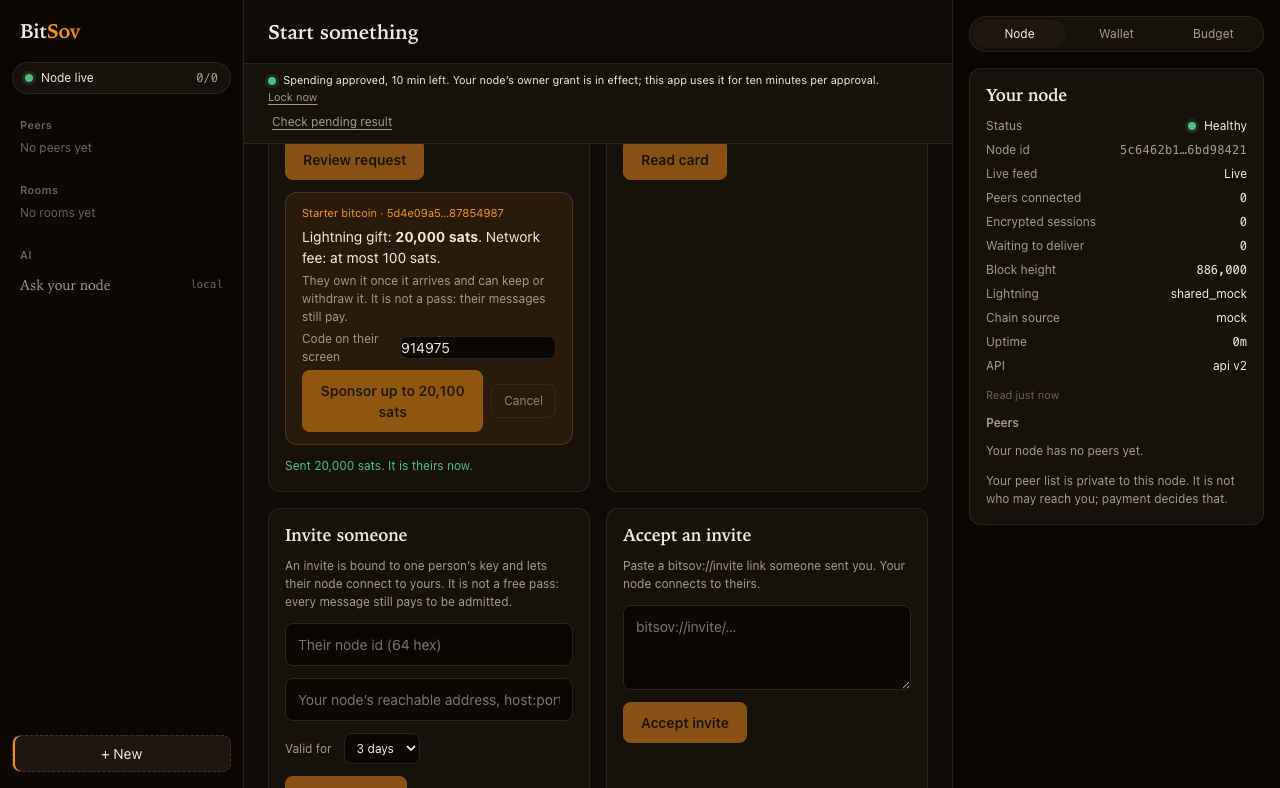 BitSov
Node live 0/0
Peers
No peers yet
Rooms
No rooms yet
AI
Ask your node local
+ New
Start something
Spending approved, 10 min left. Your node's owner grant is in effect; this app uses it for ten minutes per approval.
Lock now
Check pending result
Review request
Starter bitcoin · 5d4e09a5…87854987
Lightning gift: 20,000 sats. Network
fee: at most 100 sats.
They own it once it arrives and can keep or
withdraw it. It is not a pass: their messages
still pay.
Code on their
screen
914975
Sponsor up to 20,100
sats
Cancel
Sent 20,000 sats. It is theirs now.
Read card
Invite someone
An invite is bound to one person's key and lets
their node connect to yours. It is not a free pass:
every message still pays to be admitted.
Their node id (64 hex)
Your node's reachable address, host:port
Valid for 3 days
Accept an invite
Paste a bitsov://invite link someone sent you. Your
node connects to theirs.
bitsov://invite/...
Accept invite
Node Wallet Budget
Your node
Status Healthy
Node id 5c6462b1…6bd98421
Live feed Live
Peers connected 0
Encrypted sessions 0
Waiting to deliver 0
Block height 886,000
Lightning shared_mock
Chain source mock
Uptime 0m
API api v2
Read just now
Peers
Your node has no peers yet.
Your peer list is private to this node. It is not
who may reach you; payment decides that.